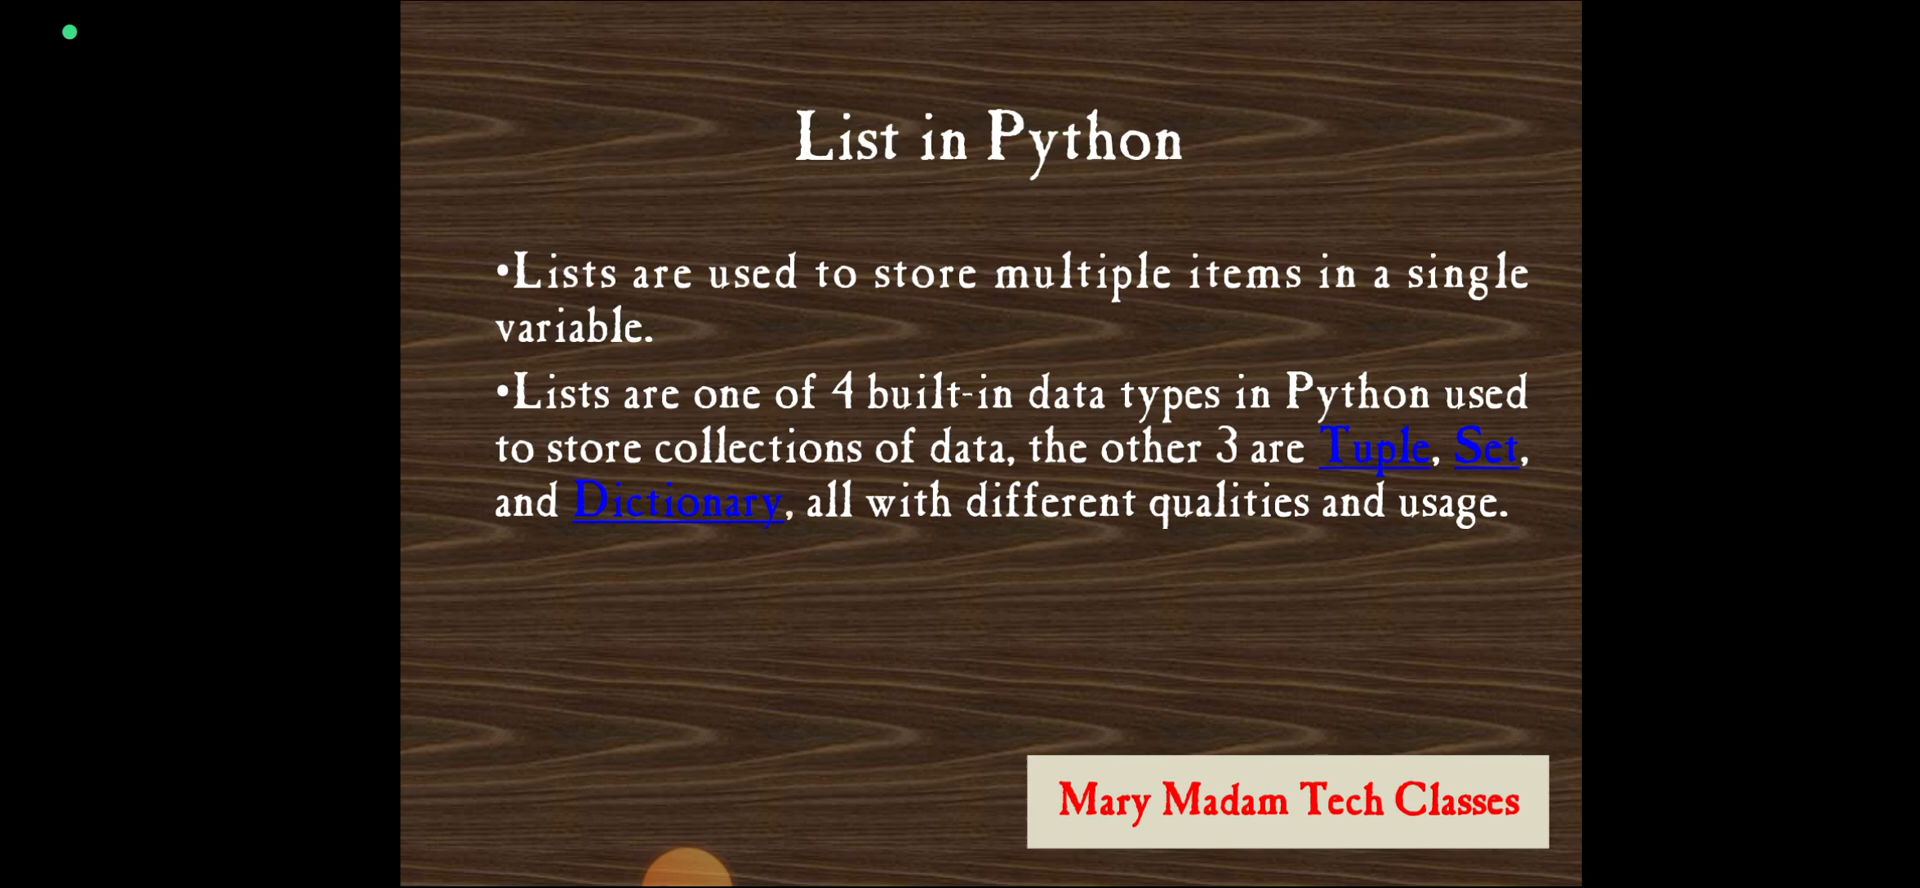 List in Python
•Lists are used to store multiple items in a single
variable.
•Lists are one of 4 built-in data types in Python used
to store collections of data, the other 3 are Tuple, Set,
and Dictionary, all with different qualities and usage.
Mary Madam Tech Classes